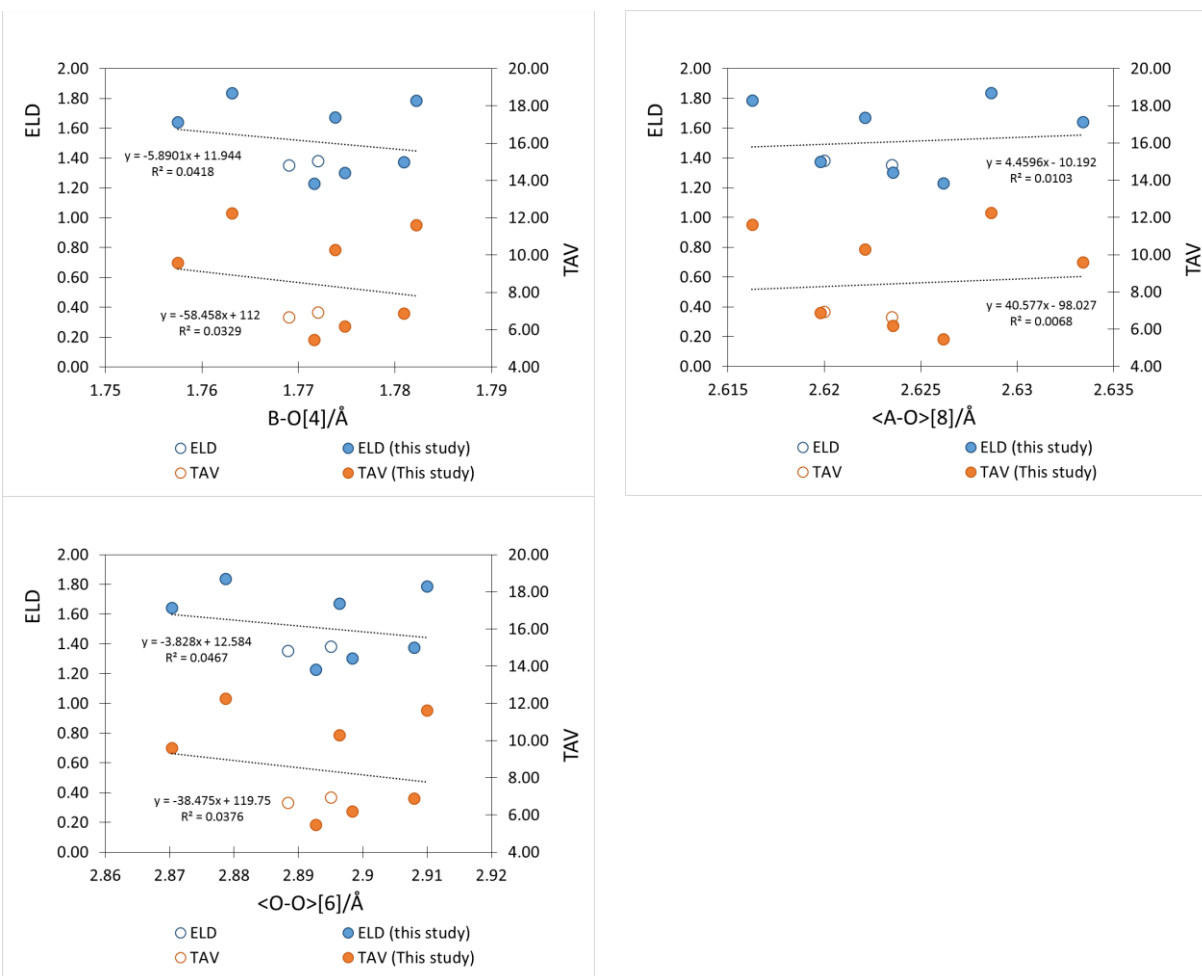 2.00
1.80
1.60
1.40
1.20
1.00
0.80
0.60
0.40
0.20
0.00
ELD
20.00
18.00
16.00
14.00
12.00
10.00
8.00
6.00
4.00
TAV
y = -5.8901x + 11.944
R² = 0.0418
y = -58.458x + 112
R² = 0.0329
1.75 1.76 1.77 1.78 1.79
B-O[4]/Å
ELD ELD (this study)
TAV TAV (This study)
2.00
1.80
1.60
1.40
1.20
1.00
0.80
0.60
0.40
0.20
0.00
ELD
20.00
18.00
16.00
14.00
12.00
10.00
8.00
6.00
4.00
TAV
y = 4.4596x - 10.192
R² = 0.0103
y = 40.577x - 98.027
R² = 0.0068
2.615 2.62 2.625 2.63 2.635
<A-O>[8]/Å
ELD ELD (this study)
TAV TAV (This study)
2.00
1.80
1.60
1.40
1.20
1.00
0.80
0.60
0.40
0.20
0.00
ELD
20.00
18.00
16.00
14.00
12.00
10.00
8.00
6.00
4.00
TAV
y = -3.828x + 12.584
R² = 0.0467
y = -38.475x + 119.75
R² = 0.0376
2.86 2.87 2.88 2.89 2.9 2.91 2.92
<O-O>[6]/Å
ELD ELD (this study)
TAV TAV (This study)